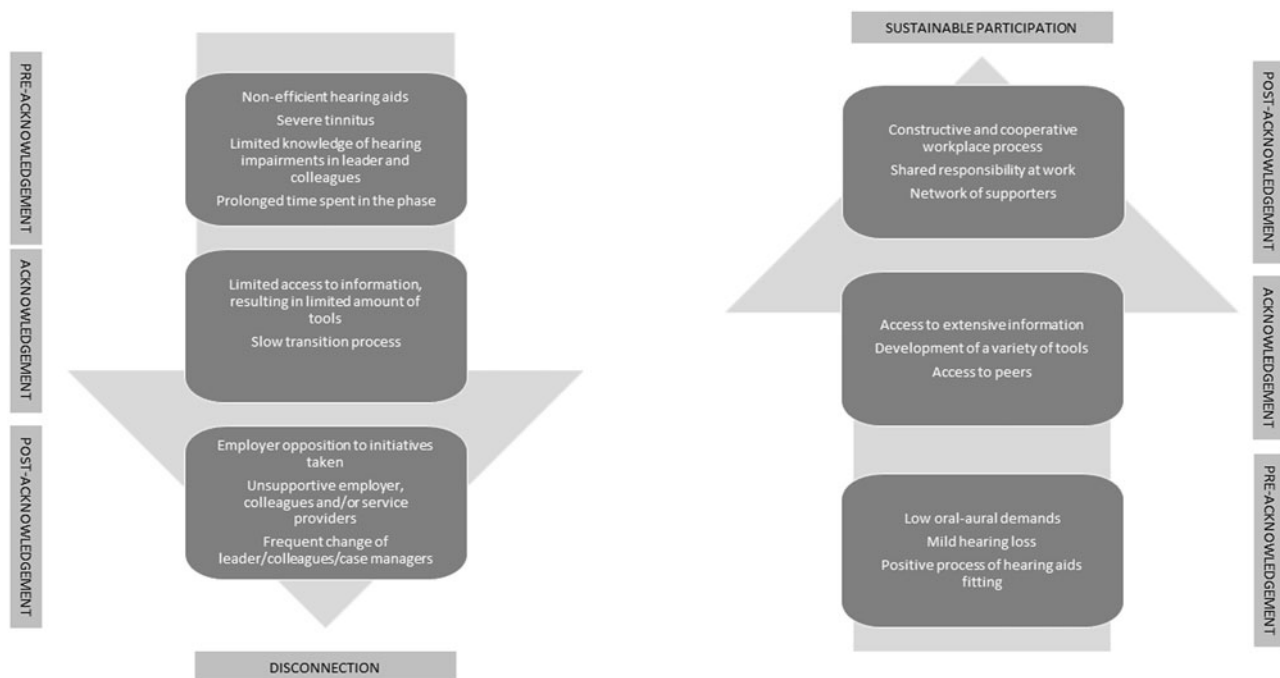 PRE-ACKNOWLEDGEMENT
Non-efficient hearing aids
Severe tinnitus
Limited knowledge of hearing
impairments in leader and
colleagues
Prolonged time spent in the phase
ACKNOWLEDGEMENT
Limited access to information,
resulting in limited amount of
tools
Slow transition process
POST-ACKNOWLEDGEMENT
Employer opposition to initiatives
taken
Unsupportive employer,
colleagues and/or service
providers
Frequent change of
leader/colleagues/case managers
DISCONNECTION
SUSTAINABLE PARTICIPATION
Constructive and cooperative
workplace process
Shared responsibility at work
Network of supporters
POST-ACKNOWLEDGEMENT
Access to extensive information
Development of a variety of tools
Access to peers
ACKNOWLEDGEMENT
Low oral-aural demands
Mild hearing loss
Positive process of hearing aids
fitting
PRE-ACKNOWLEDGEMENT